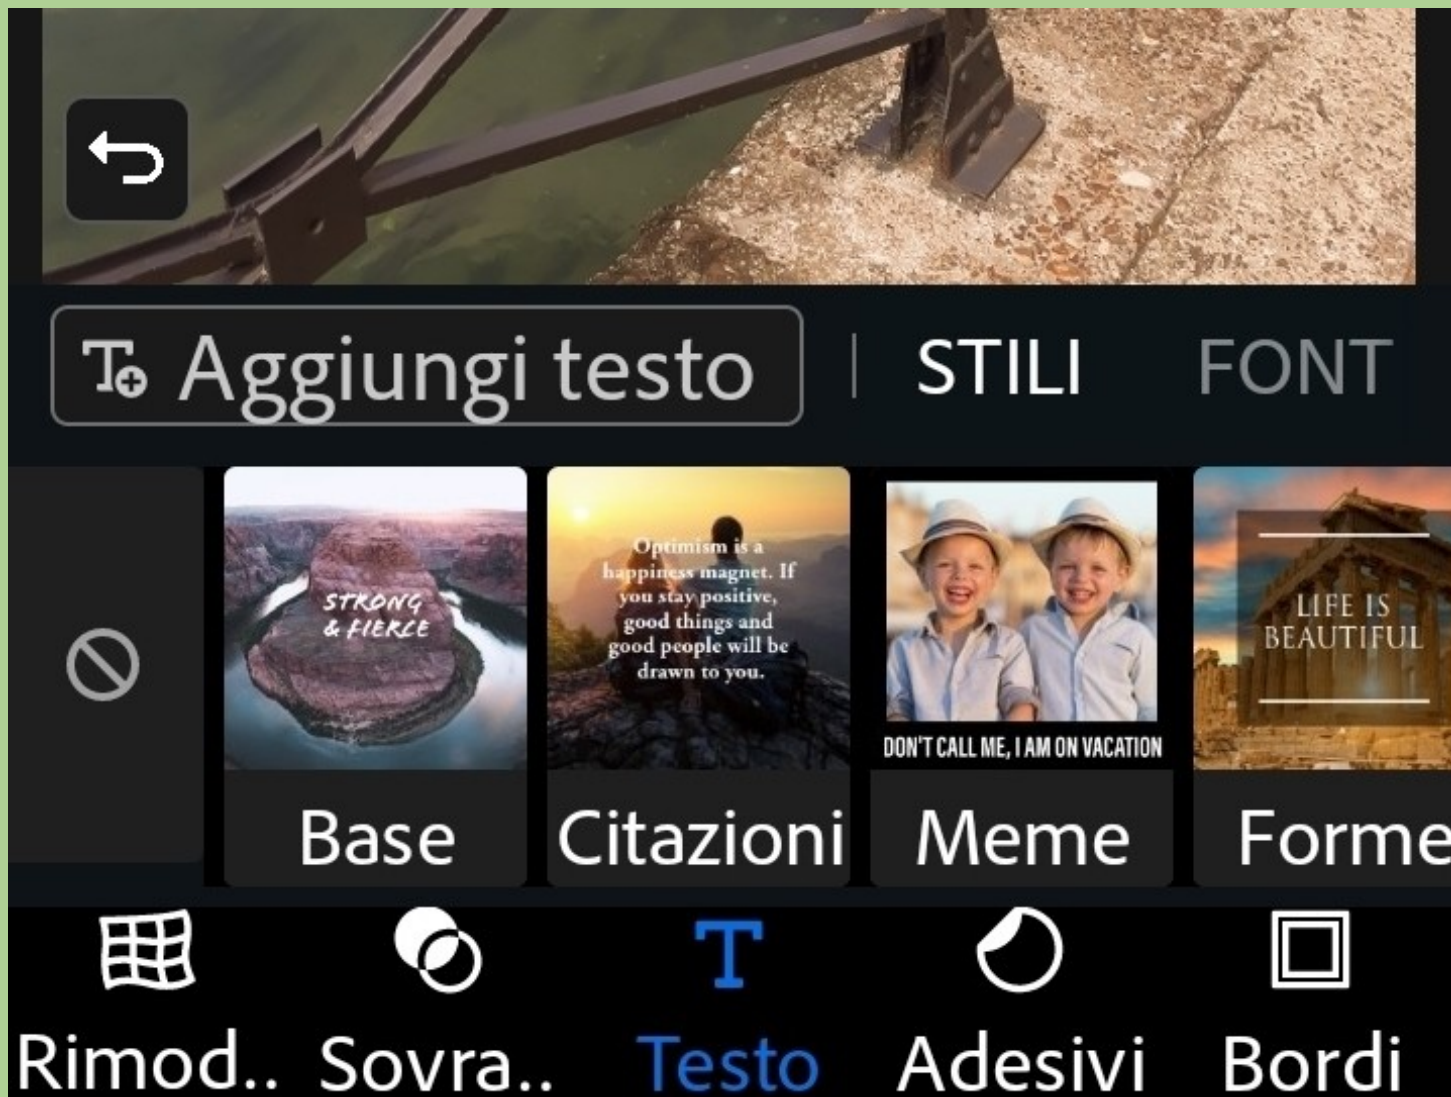 Aggiungi testo
STILI
FONT
STRONG
& FIERCE
Optimism is a
happiness magnet. If
you stay positive,
good things and
good people will be
drawn to you.
DON'T CALL ME, I AM ON VACATION
LIFE IS
BEAUTIFUL
Base
Citazioni
Meme
Forme
Rimod..
Sovra..
Testo
Adesivi
Bordi